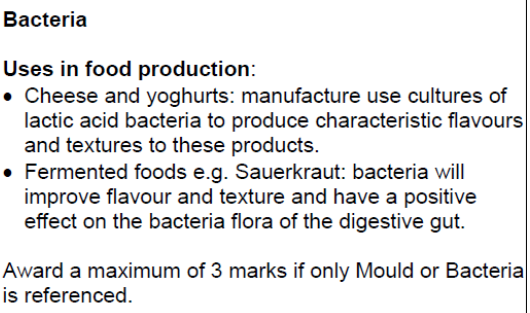 Bacteria
Uses in food production:
• Cheese and yoghurts: manufacture use cultures of
lactic acid bacteria to produce characteristic flavours
and textures to these products.
• Fermented foods e.g. Sauerkraut: bacteria will
improve flavour and texture and have a positive
effect on the bacteria flora of the digestive gut.
Award a maximum of 3 marks if only Mould or Bacteria
is referenced.